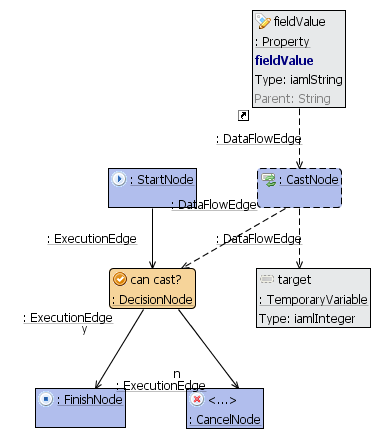 fieldValue
: Property
fieldValue
Type: iamlString
Parent: String
: DataFlowEdge
: StartNode
: CastNode
: DataFlowEdge
: ExecutionEdge
: DataFlowEdge
can cast?
: DecisionNode
target
: TemporaryVariable
Type: iamlInteger
: ExecutionEdge
y
n
: ExecutionEdge
: FinishNode
<...>
: CancelNode